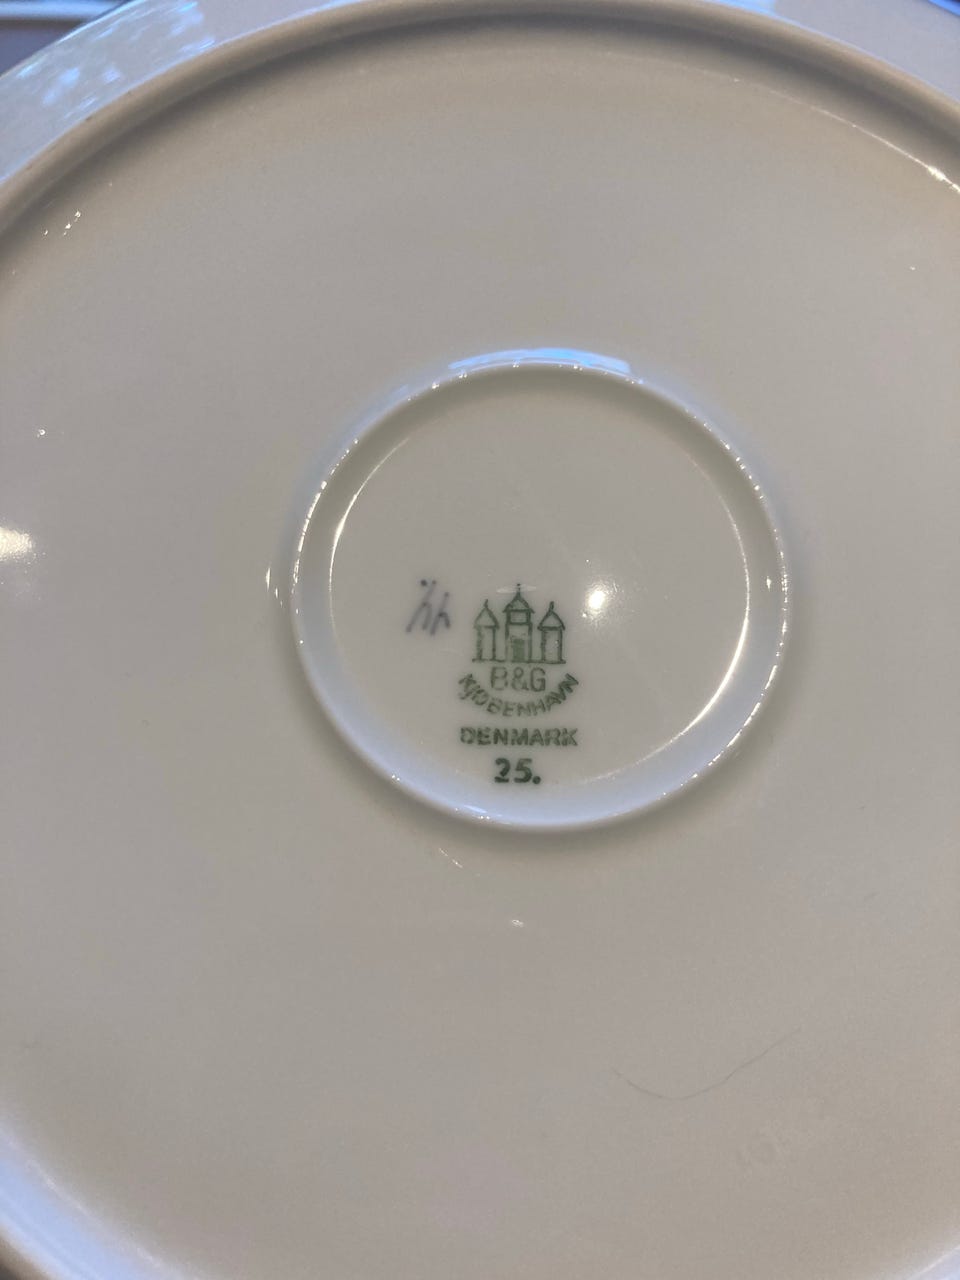 B&G
KJØBENHAVN
DENMARK
25.